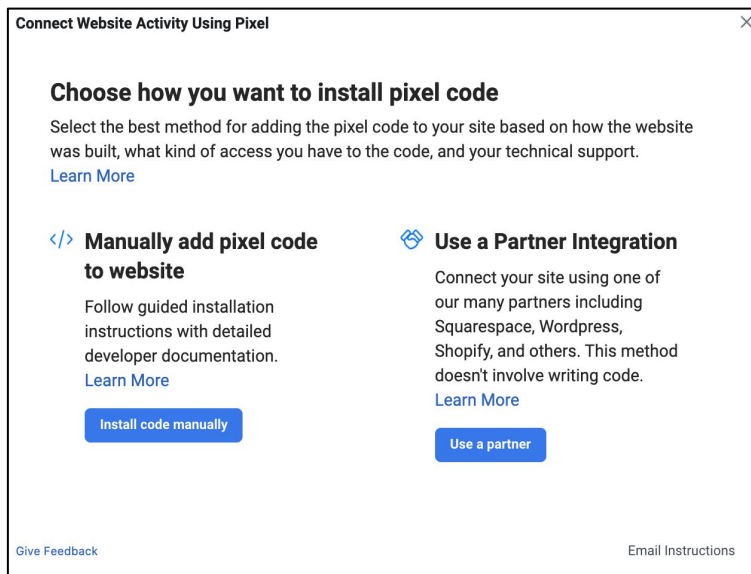 Connect Website Activity Using Pixel
Choose how you want to install pixel code
Select the best method for adding the pixel code to your site based on how the website
was built, what kind of access you have to the code, and your technical support.
Learn More
Manually add pixel code
to website
Follow guided installation
instructions with detailed
developer documentation.
Learn More
Install code manually
Use a Partner Integration
Connect your site using one of
our many partners including
Squarespace, Wordpress,
Shopify, and others. This method
doesn't involve writing code.
Learn More
Use a partner
Give Feedback
Email Instructions